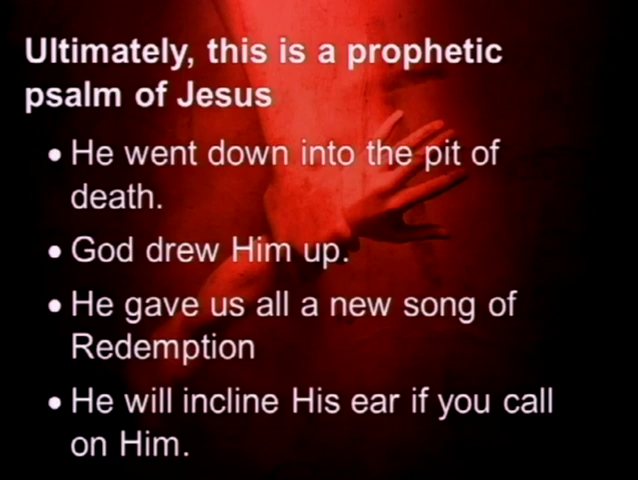 Ultimately, this is a prophetic
psalm of Jesus
• He went down into the pit of
death.
• God drew Him up.
• He gave us all a new song of
Redemption
• He will incline His ear if you call
on Him.